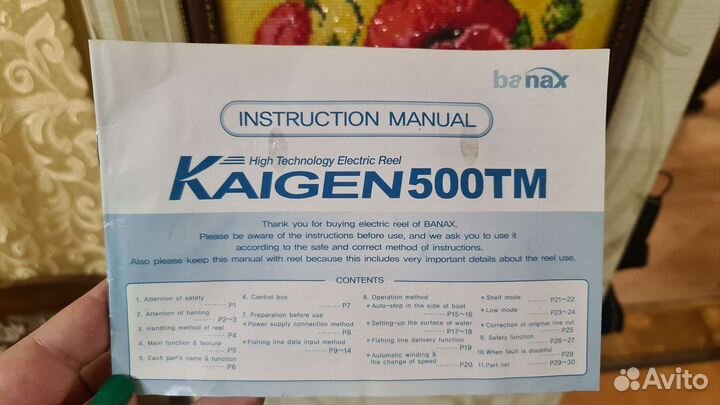 banax
INSTRUCTION MANUAL
High Technology Electric Reel
KAIGEN 500TM
Thank you for buying electric reel of BANAX.
Please be aware of the instructions before use, and we ask you to use it
according to the safe and correct method of instructions.
Also please keep this manual with reel because this includes very important details about the reel use.
CONTENTS
1. Attention of safety
-------- P1
2. Attention of hanling
-------- P2~3
3. Handling method of reel
-------- P4
4. Main function & feature
-------- P5
5. Each part's name & function
-------- P6
6. Control box
-------- P7
7. Preparation before use
• Power supply connection method
-------- P8
• Fishing line data input method
-------- P9~14
8. Operation method
• Auto-stop in the side of boat
-------- P15~16
• Setting-up the surface of water
-------- P17~18
• Fishing line delivery function
-------- P19
• Automatic winding &
the change of speed -------- P20
• Shelf mode -------- P21~22
• Low mode -------- P23~24
• Correction of original line cut
-------- P25
9. Safety function
-------- P26~27
10. When fault is doubtful
-------- P28
11. Part list -------- P29~30
Avito